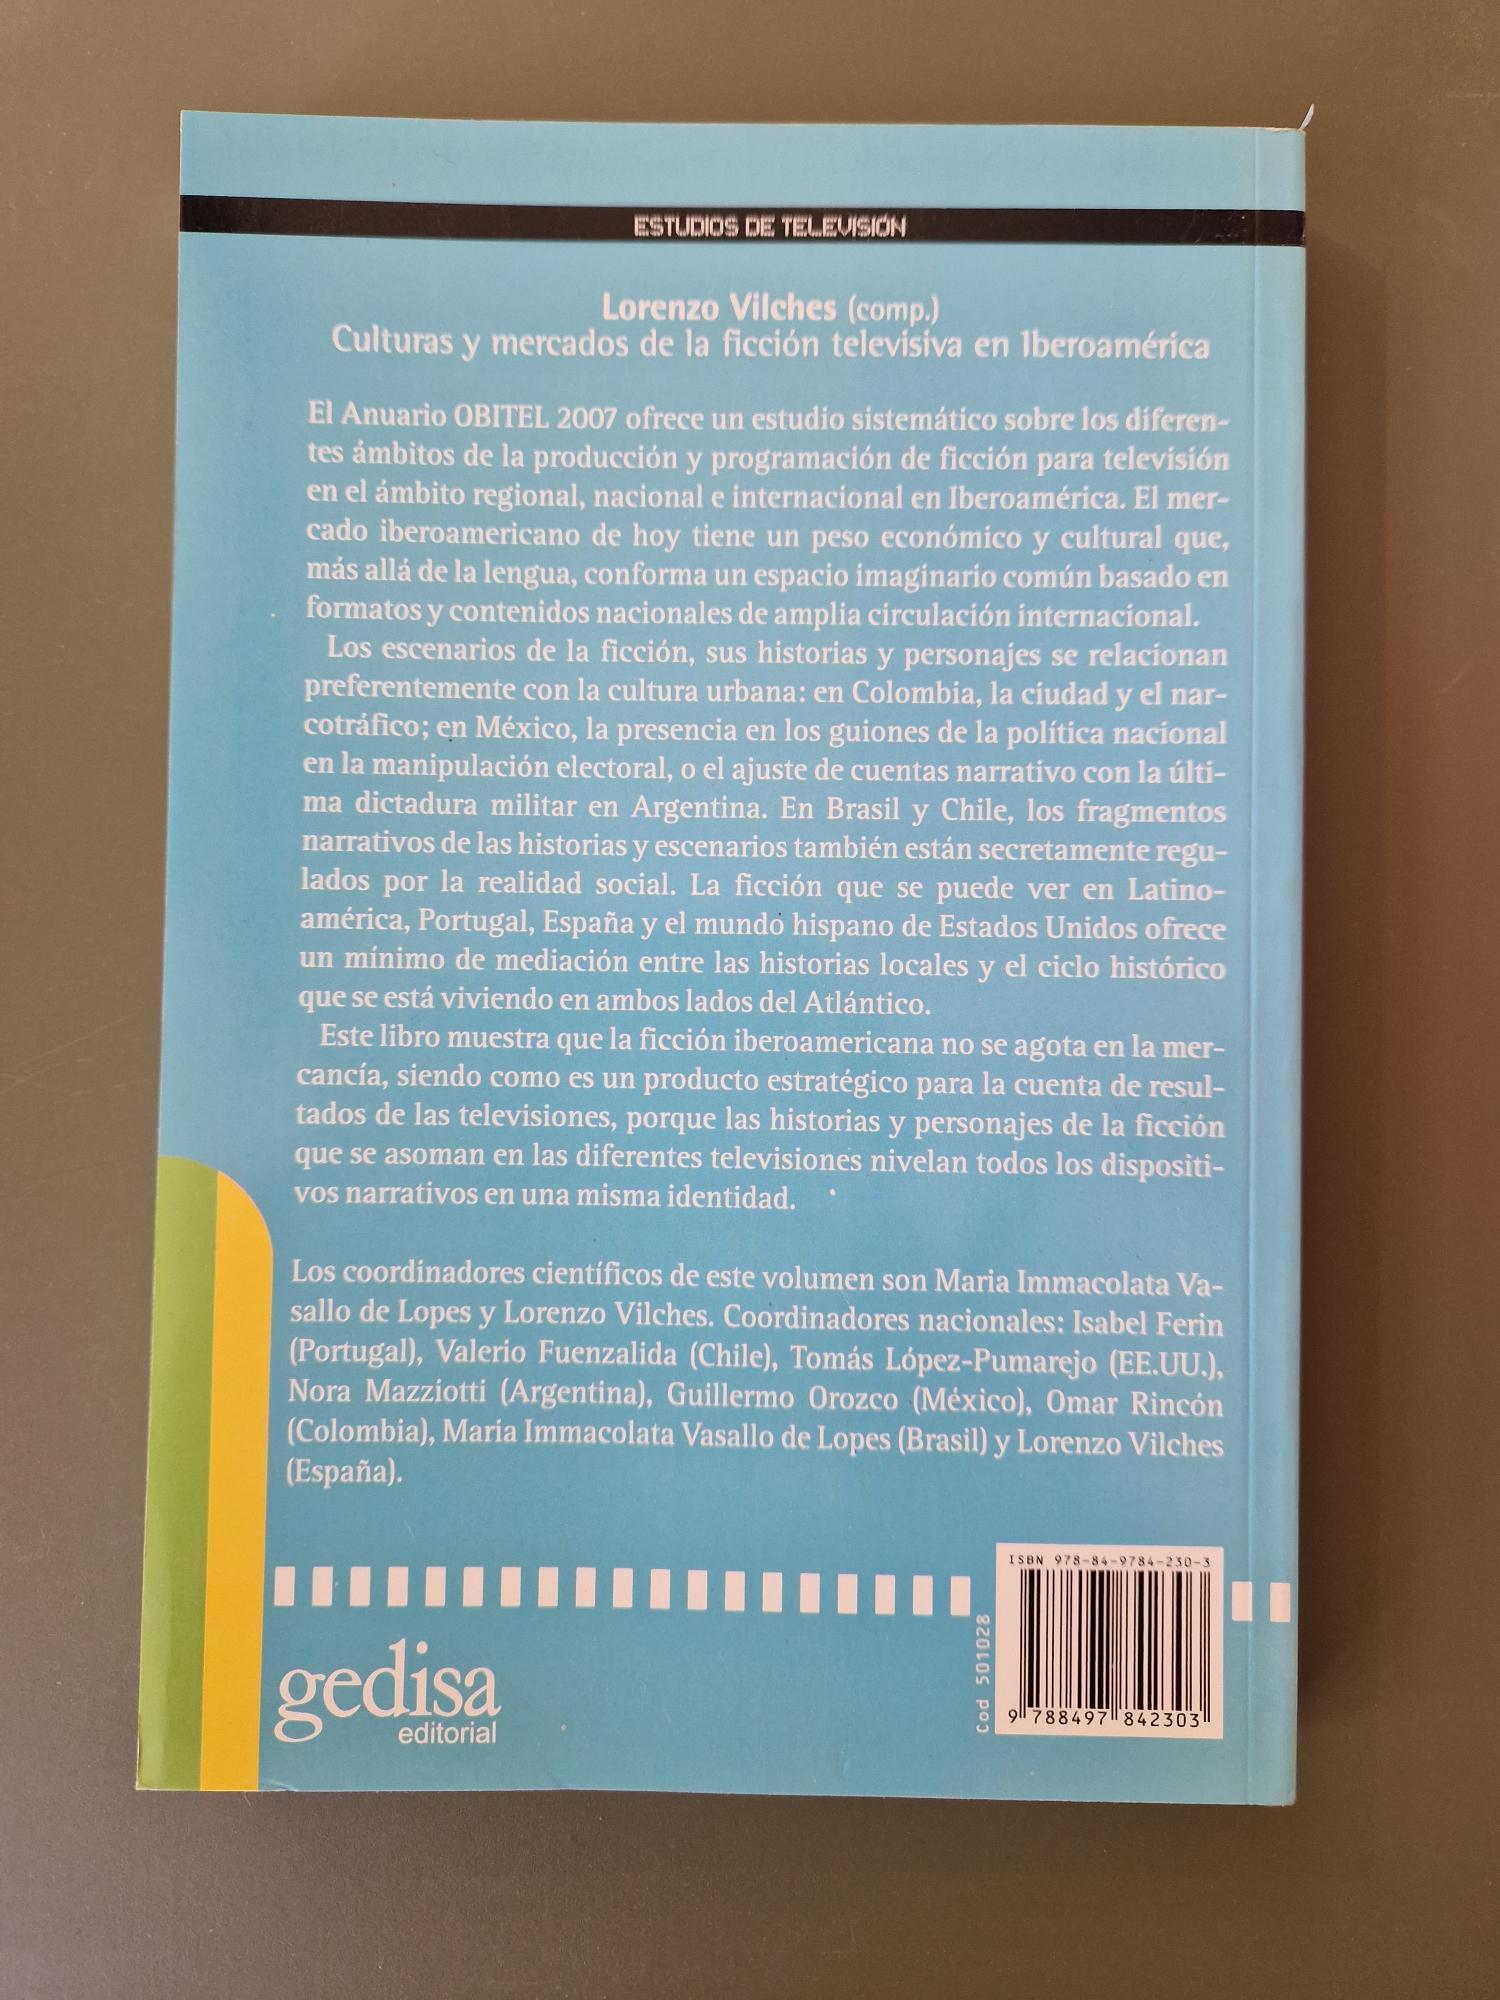 ESTUDIOS DE TELEVISIÓN
Lorenzo Vilches (comp.)
Culturas y mercados de la ficción televisiva en Iberoamérica
El Anuario OBITEL 2007 ofrece un estudio sistemático sobre los diferen-
tes ámbitos de la producción y programación de ficción para televisión
en el ámbito regional, nacional e internacional en Iberoamérica. El mer-
cado iberoamericano de hoy tiene un peso económico y cultural que,
más allá de la lengua, conforma un espacio imaginario común basado en
formatos y contenidos nacionales de amplia circulación internacional.
Los escenarios de la ficción, sus historias y personajes se relacionan
preferentemente con la cultura urbana: en Colombia, la ciudad y el nar-
cotráfico; en México, la presencia en los guiones de la política nacional
en la manipulación electoral, o el ajuste de cuentas narrativo con la últi-
ma dictadura militar en Argentina. En Brasil y Chile, los fragmentos
narrativos de las historias y escenarios también están secretamente regu-
lados por la realidad social. La ficción que se puede ver en Latino-
américa, Portugal, España y el mundo hispano de Estados Unidos ofrece
un mínimo de mediación entre las historias locales y el ciclo histórico
que se está viviendo en ambos lados del Atlántico.
Este libro muestra que la ficción iberoamericana no se agota en la mer-
cancía, siendo como es un producto estratégico para la cuenta de resul-
tados de las televisiones, porque las historias y personajes de la ficción
que se asoman en las diferentes televisiones nivelan todos los dispositi-
vos narrativos en una misma identidad.
Los coordinadores científicos de este volumen son Maria Immacolata Va-
sallo de Lopes y Lorenzo Vilches. Coordinadores nacionales: Isabel Ferin
(Portugal), Valerio Fuenzalida (Chile), Tomás López-Pumarejo (EE.UU.),
Nora Mazziotti (Argentina), Guillermo Orozco (México), Omar Rincón
(Colombia), Maria Immacolata Vasallo de Lopes (Brasil) y Lorenzo Vilches
(España).
ISBN 978-84-9784-230-3
Cod 501028
9 788497 842303
gedisa
editorial